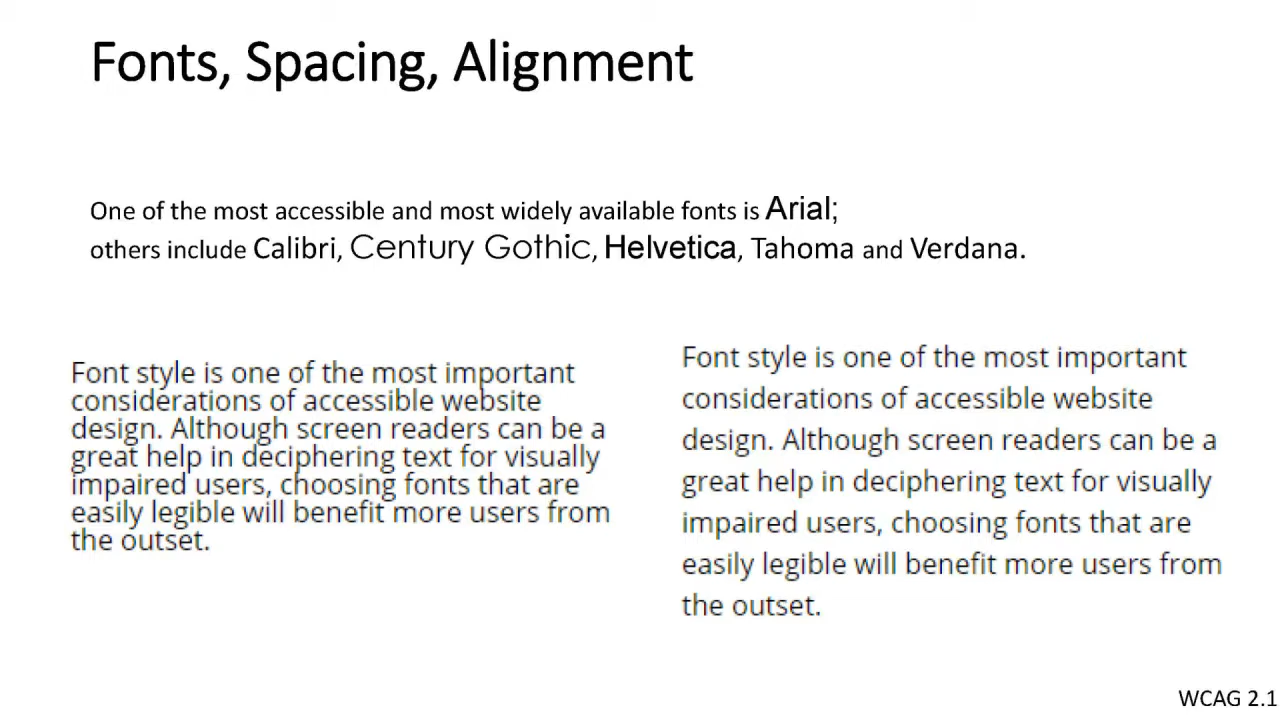 Fonts, Spacing, Alignment
One of the most accessible and most widely available fonts is Arial;
others include Calibri, Century Gothic, Helvetica, Tahoma and Verdana.
Font style is one of the most important
considerations of accessible website
design. Although screen readers can be a
great help in deciphering text for visually
impaired users, choosing fonts that are
easily legible will benefit more users from
the outset.
Font style is one of the most important
considerations of accessible website
design. Although screen readers can be a
great help in deciphering text for visually
impaired users, choosing fonts that are
easily legible will benefit more users from
the outset.
WCAG 2.1